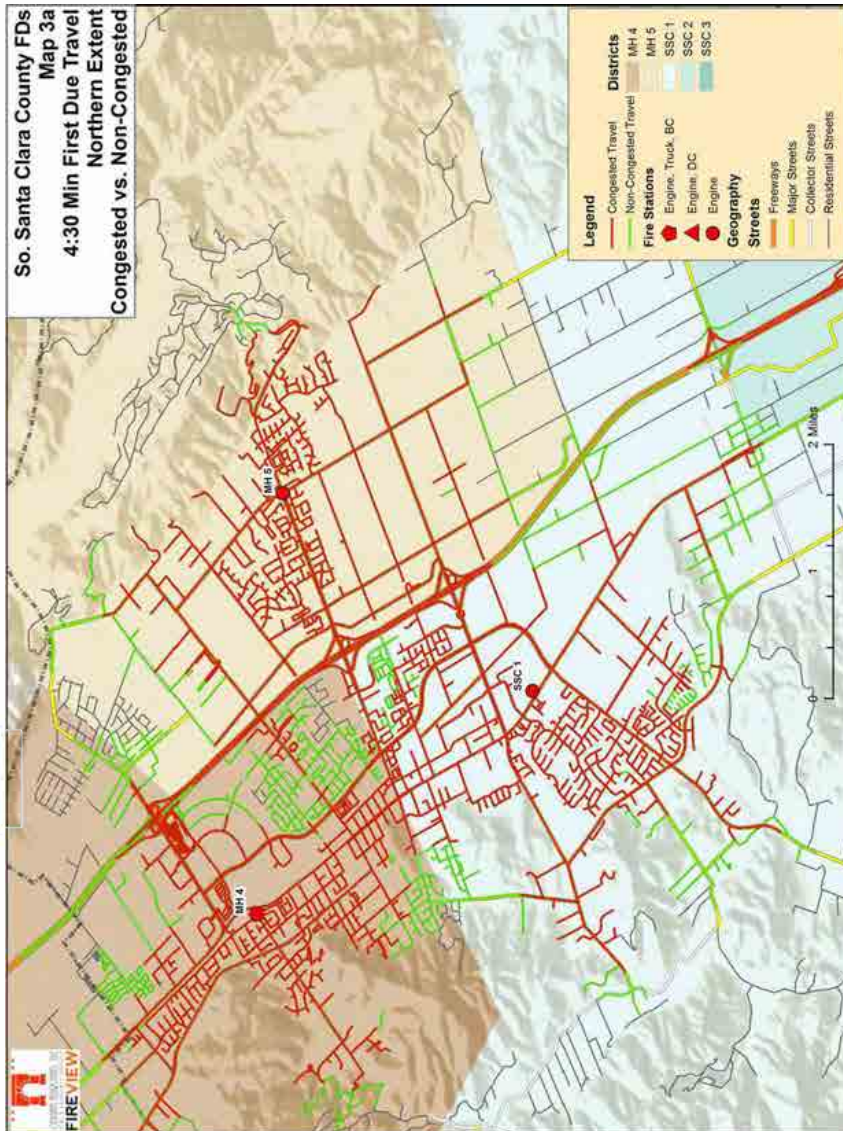 So. Santa Clara County FDs
Map 3a
4:30 Min First Due Travel
Northern Extent
Congested vs. Non-Congested
FIREVIEW
MH 4
MH 5
SSC 1
0
1
2 Miles
Legend
Congested Travel
Non-Congested Travel
Fire Stations
Engine, Truck, BC
Engine, DC
Engine
Geography
Streets
Freeways
Major Streets
Collector Streets
Residential Streets
Districts
MH 4
MH 5
SSC 1
SSC 2
SSC 3